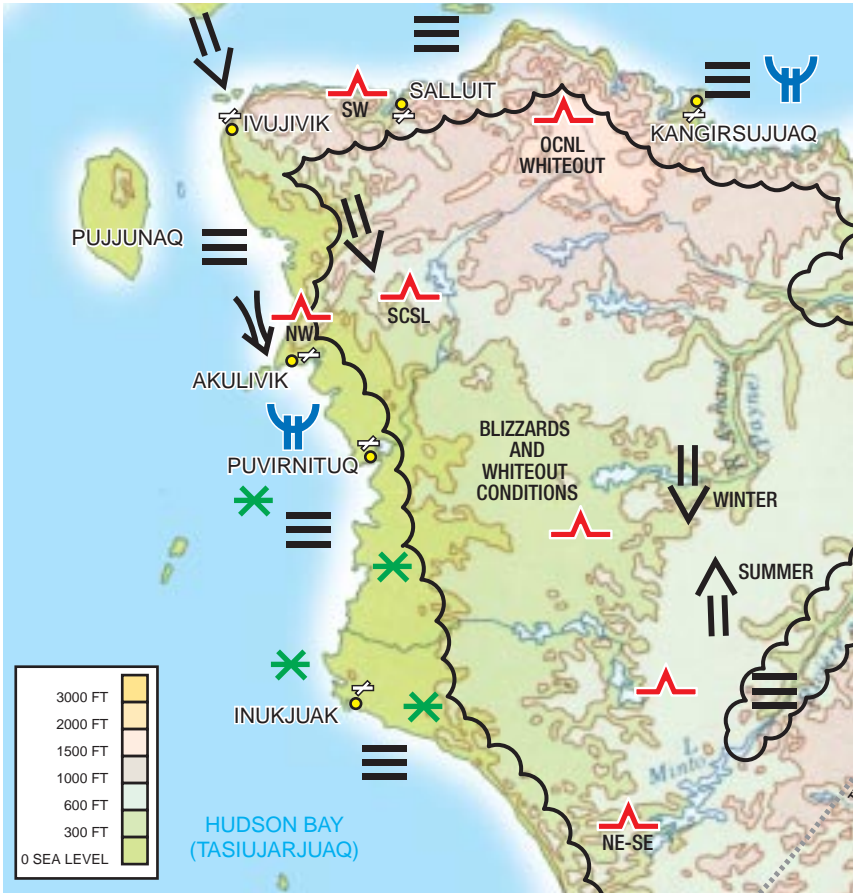 SALLUIT
SW
IVUJIVIK
KANGIRSUJUAQ
OCNL
WHITEOUT
PUJJUNAQ
SCSL
NW
AKULIVIK
BLIZZARDS
AND
WHITEOUT
CONDITIONS
PUVIRNITUQ
WINTER
SUMMER
INUKJUAK
L.
Minto
NE-SE
HUDSON BAY
(TASIUJARJUAQ)
3000 FT
2000 FT
1500 FT
1000 FT
600 FT
300 FT
0 SEA LEVEL